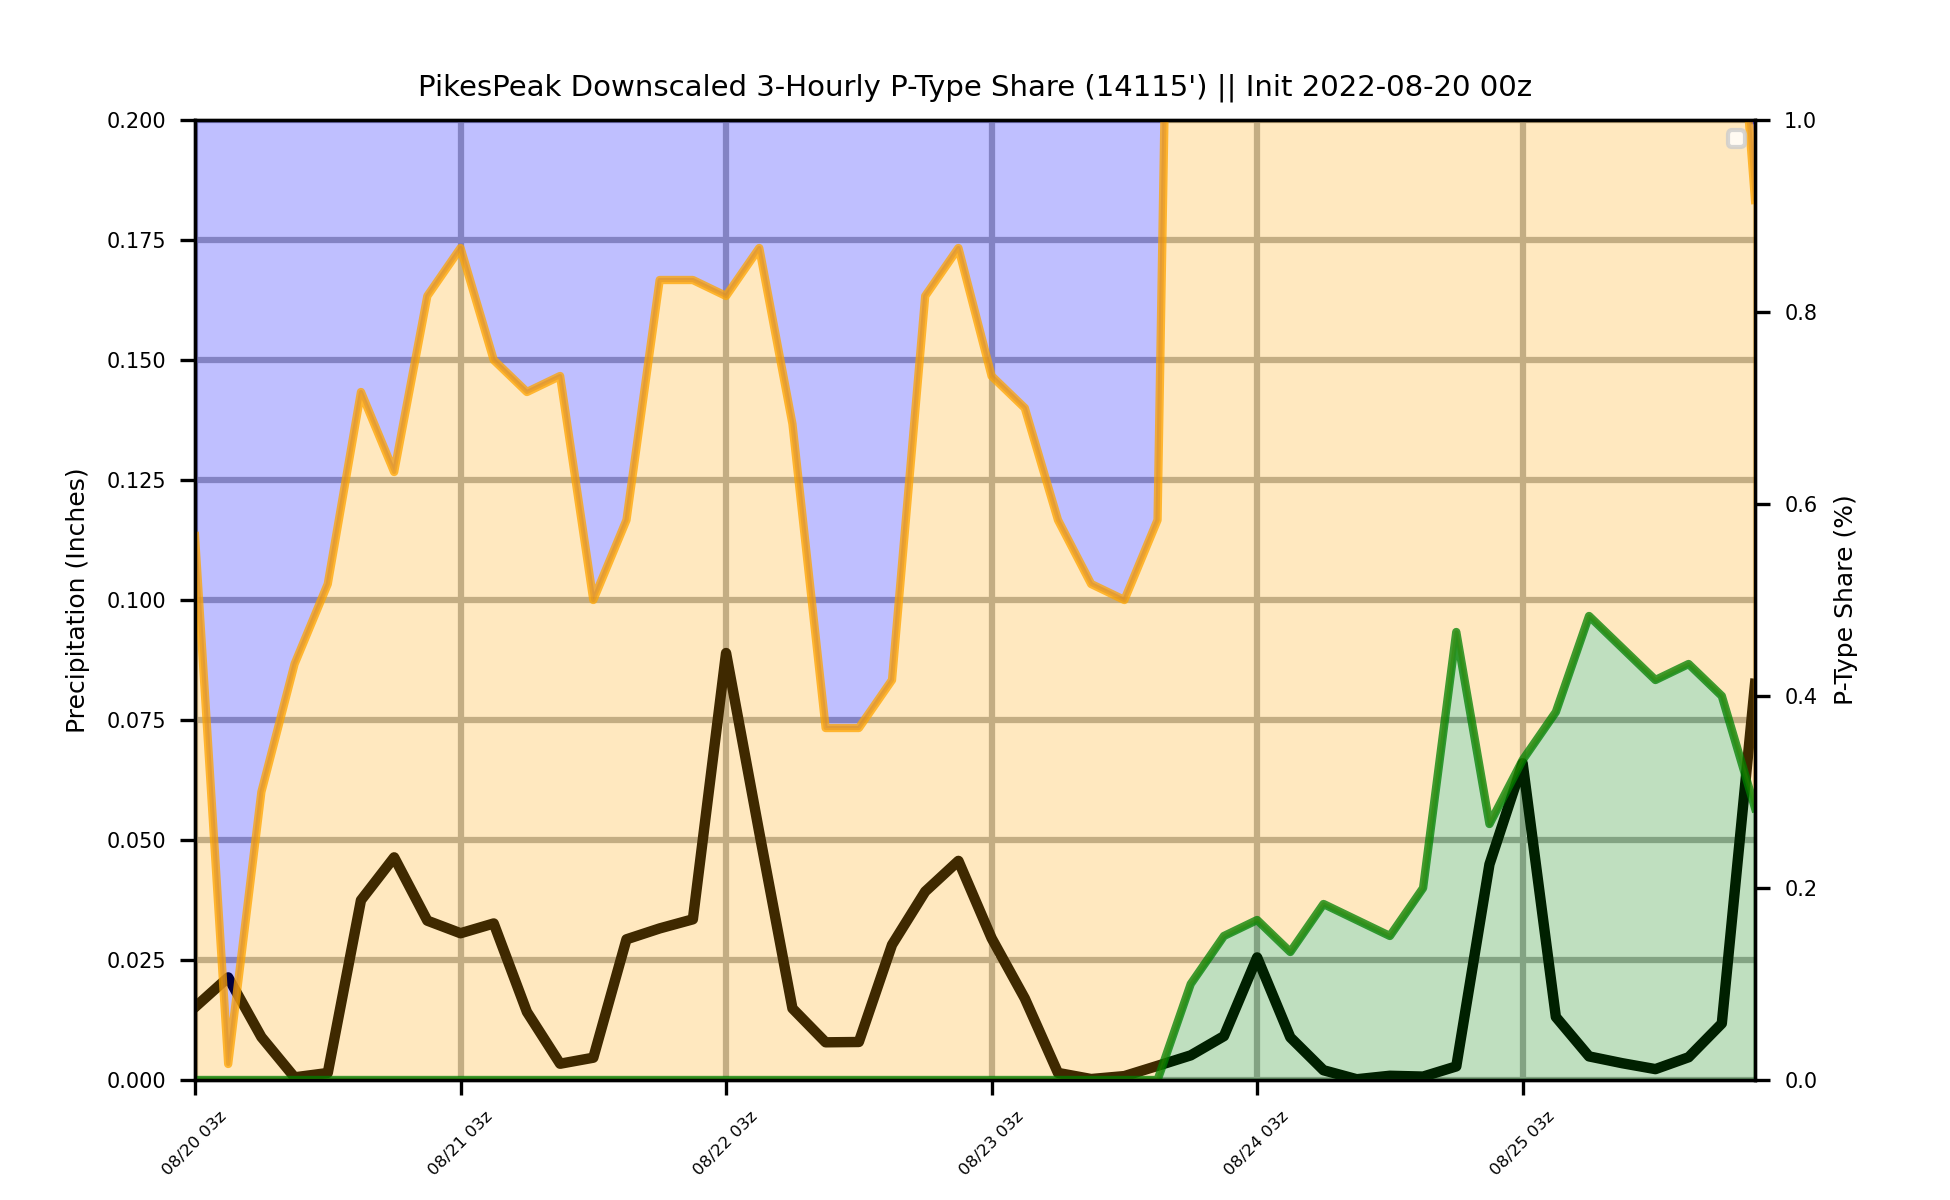 PikesPeak Downscaled 3-Hourly P-Type Share (14115') || Init 2022-08-20 00z
0.200
0.175
0.150
0.125
0.100
0.075
0.050
0.025
0.000
Precipitation (Inches)
1.0
0.8
0.6
0.4
0.2
0.0
P-Type Share (%)
08/20 03z
08/21 03z
08/22 03z
08/23 03z
08/24 03z
08/25 03z